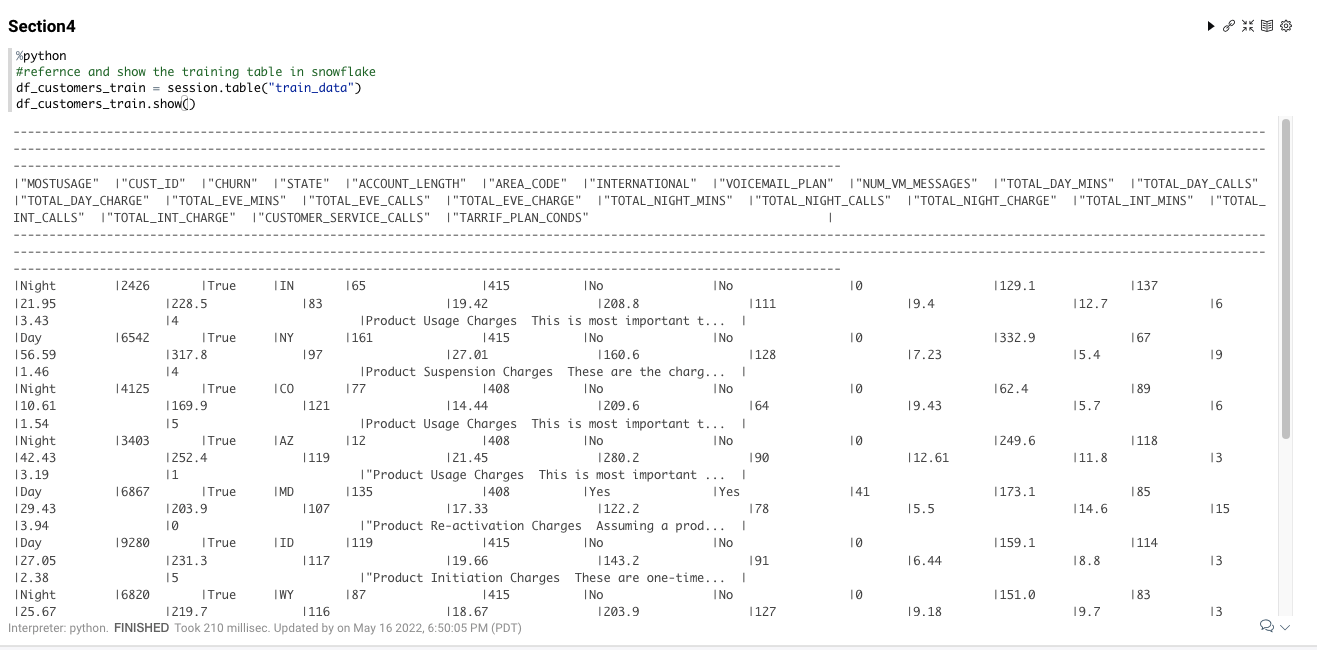 Section4
%python
#refernce and show the training table in snowflake
df_customers_train = session.table("train_data")
df_customers_train.show()
---------------------------------------------------------------------------------------------------------------------------------------------------------------
---------------------------------------------------------------------------------------------------------------------------------------------------------------
---------------------------------------------------------------------------------------------------------
|"MOSTUSAGE" |"CUST_ID" |"CHURN" |"STATE" |"ACCOUNT_LENGTH" |"AREA_CODE" |"INTERNATIONAL" |"VOICEMAIL_PLAN" |"NUM_VM_MESSAGES" |"TOTAL_DAY_MINS" |"TOTAL_DAY_CALLS"
|"TOTAL_DAY_CHARGE" |"TOTAL_EVE_MINS" |"TOTAL_EVE_CALLS" |"TOTAL_EVE_CHARGE" |"TOTAL_NIGHT_MINS" |"TOTAL_NIGHT_CALLS" |"TOTAL_NIGHT_CHARGE" |"TOTAL_INT_MINS" |"TOTAL_
INT_CALLS" |"TOTAL_INT_CHARGE" |"CUSTOMER_SERVICE_CALLS" |"TARRIF_PLAN_CONDS" |
---------------------------------------------------------------------------------------------------------------------------------------------------------------
---------------------------------------------------------------------------------------------------------------------------------------------------------------
---------------------------------------------------------------------------------------------------------
|Night |2426 |True |IN |65 |415 |No |No |0 |129.1 |137
|21.95 |228.5 |83 |19.42 |208.8 |111 |9.4 |12.7 |6
|3.43 |4 |Product Usage Charges This is most important t... |
|Day |6542 |True |NY |161 |415 |No |No |0 |332.9 |67
|56.59 |317.8 |97 |27.01 |160.6 |128 |7.23 |5.4 |9
|1.46 |4 |Product Suspension Charges These are the charg... |
|Night |4125 |True |CO |77 |408 |No |No |0 |62.4 |89
|10.61 |169.9 |121 |14.44 |209.6 |64 |9.43 |5.7 |6
|1.54 |5 |Product Usage Charges This is most important t... |
|Night |3403 |True |AZ |12 |408 |No |No |0 |249.6 |118
|42.43 |252.4 |119 |21.45 |280.2 |90 |12.61 |11.8 |3
|3.19 |1 |"Product Usage Charges This is most important ... |
|Day |6867 |True |MD |135 |408 |Yes |Yes |41 |173.1 |85
|29.43 |203.9 |107 |17.33 |122.2 |78 |5.5 |14.6 |15
|3.94 |0 |"Product Re-activation Charges Assuming a prod... |
|Day |9280 |True |ID |119 |415 |No |No |0 |159.1 |114
|27.05 |231.3 |117 |19.66 |143.2 |91 |6.44 |8.8 |3
|2.38 |5 |"Product Initiation Charges These are one-time... |
|Night |6820 |True |WY |87 |415 |No |No |0 |151.0 |83
|25.67 |219.7 |116 |18.67 |203.9 |127 |9.18 |9.7 |3
Interpreter: python. FINISHED Took 210 millisec. Updated by on May 16 2022, 6:50:05 PM (PDT)